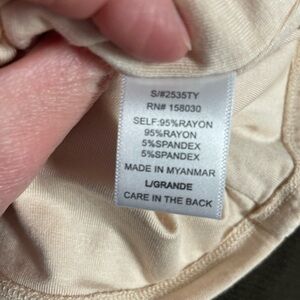 S/#2535TY
RN# 158030
SELF:95%RAYON
95%RAYON
5%SPANDEX
5%SPANDEX
MADE IN MYANMAR
L/GRANDE
CARE IN THE BACK